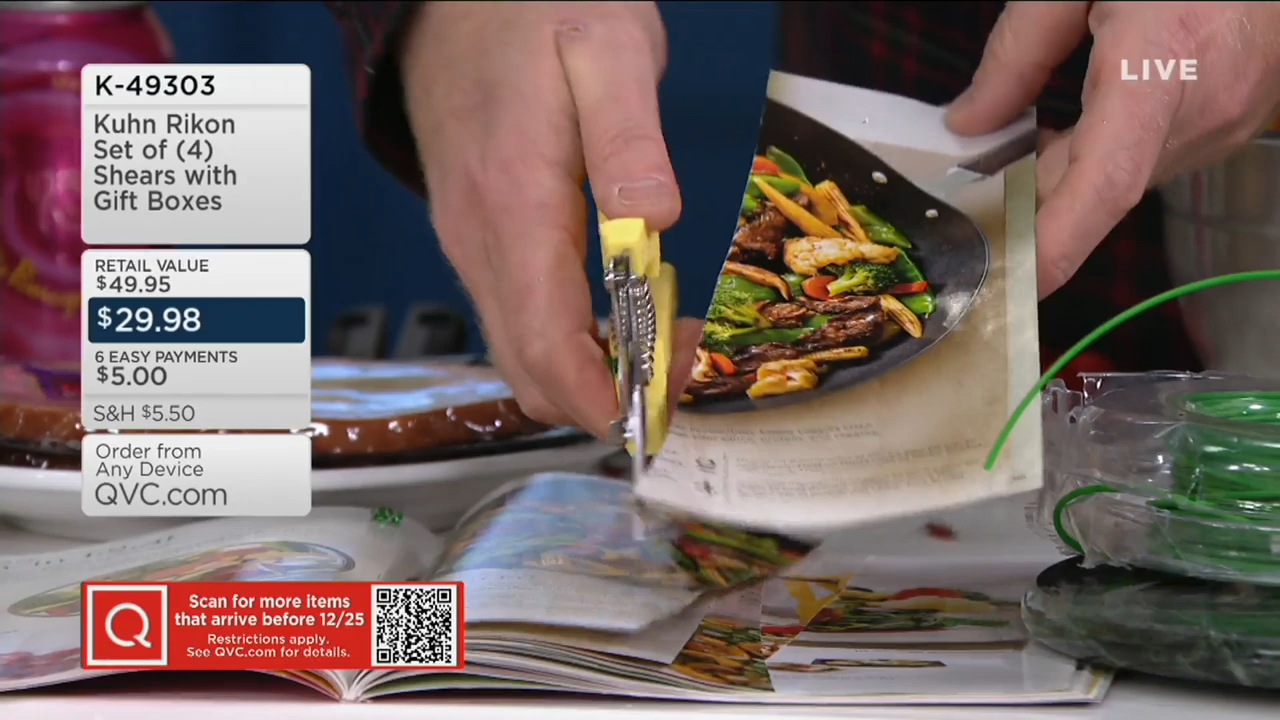 K-49303
Kuhn Rikon
Set of (4)
Shears with
Gift Boxes
RETAIL VALUE
$49.95
$29.98
6 EASY PAYMENTS
$5.00
S&H $5.50
Order from
Any Device
QVC.com
LIVE
Q
Scan for more items
that arrive before 12/25
Restrictions apply.
See QVC.com for details.